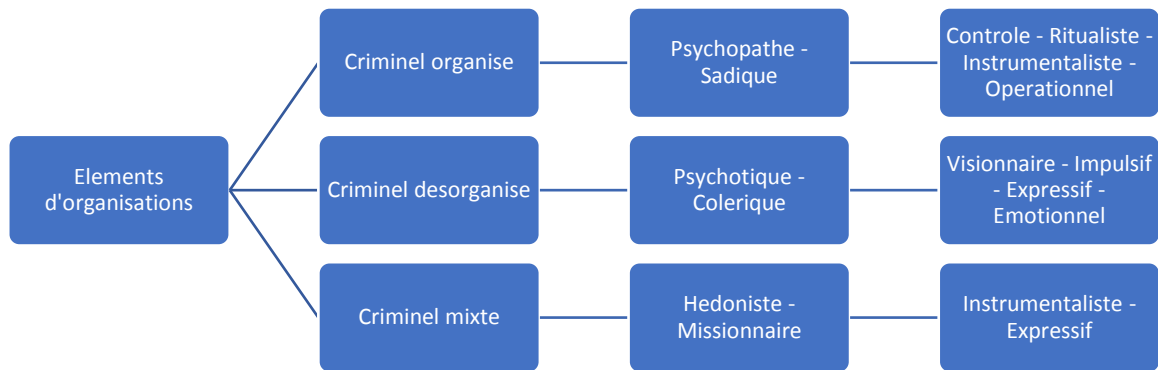 Elements
d'organisations
Criminel organise
Psychopathe -
Sadique
Controle - Ritualiste -
Instrumentaliste -
Operationnel
Criminel desorganise
Psychotique -
Colerique
Visionnaire - Impulsif
- Expressif -
Emotionnel
Criminel mixte
Hedoniste -
Missionnaire
Instrumentaliste -
Expressif